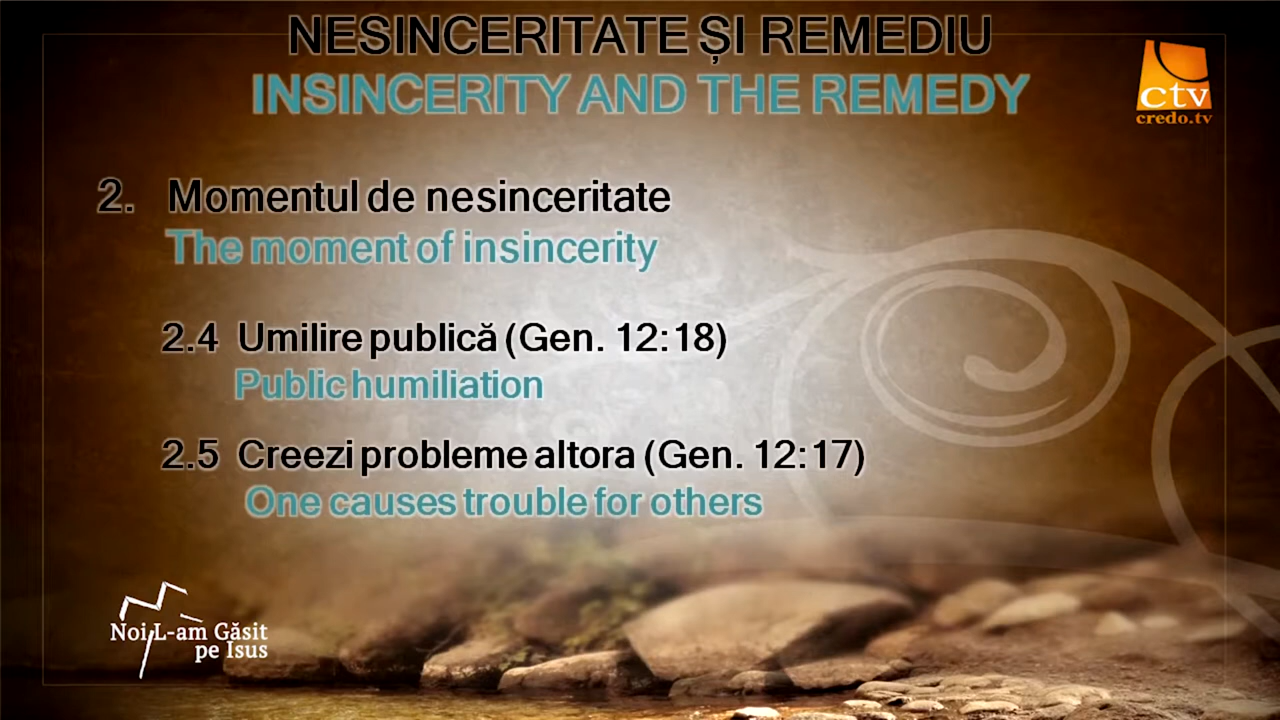 NESINCERITATE ȘI REMEDIU
INSINCERITY AND THE REMEDY
ctv
credo.tv
2. Momentul de nesinceritate
The moment of insincerity
2.4 Umilire publică (Gen. 12:18)
Public humiliation
2.5 Creezi probleme altora (Gen. 12:17)
One causes trouble for others
Noi L-am Găsit
pe Isus